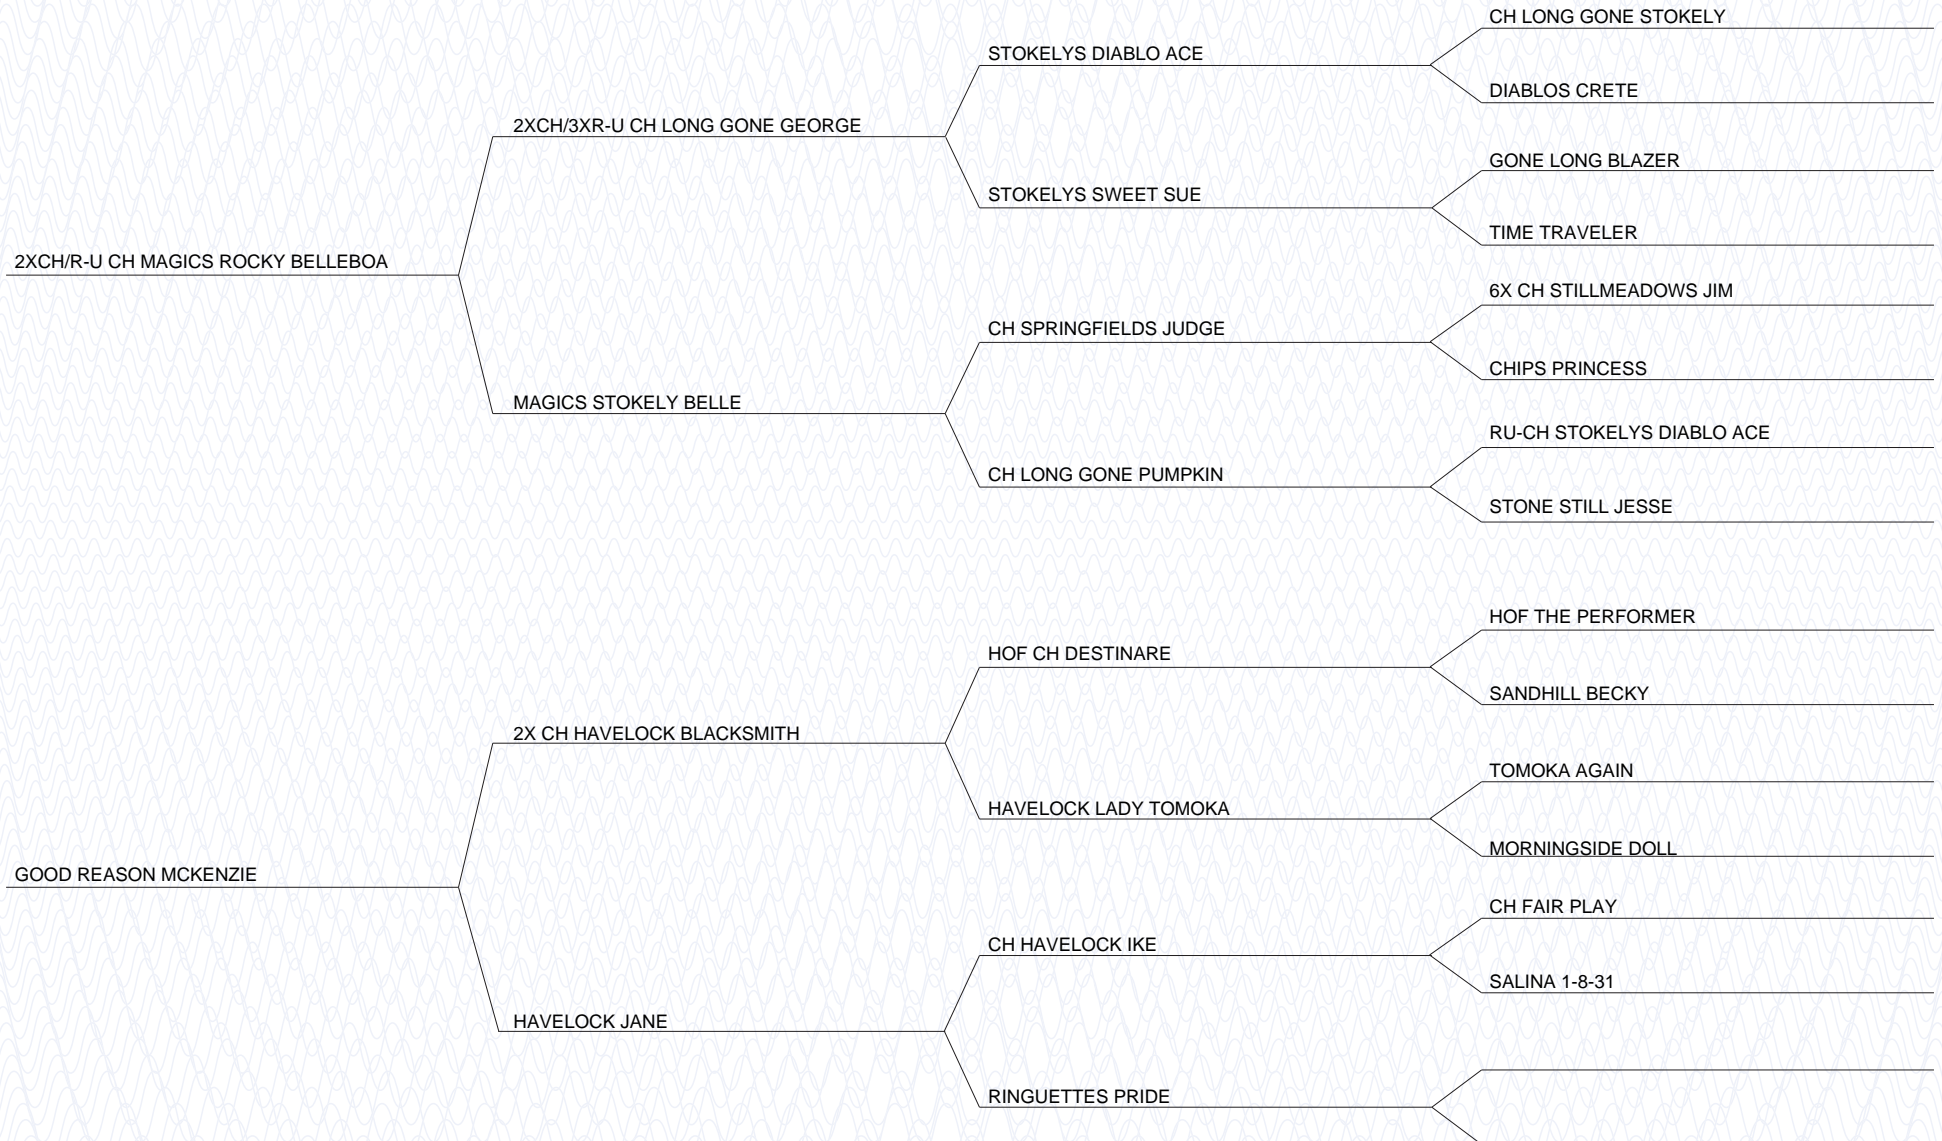 CH LONG GONE STOKELY
STOKELYS DIABLO ACE
DIABLOS CRETE
2XCH/3XR-U CH LONG GONE GEORGE
GONE LONG BLAZER
STOKELYS SWEET SUE
TIME TRAVELER
2XCH/R-U CH MAGICS ROCKY BELLEBOA
6X CH STILLMEADOWS JIM
CH SPRINGFIELDS JUDGE
CHIPS PRINCESS
MAGICS STOKELY BELLE
RU-CH STOKELYS DIABLO ACE
CH LONG GONE PUMPKIN
STONE STILL JESSE
HOF THE PERFORMER
HOF CH DESTINARE
SANDHILL BECKY
2X CH HAVELOCK BLACKSMITH
TOMOKA AGAIN
HAVELOCK LADY TOMOKA
MORNINGSIDE DOLL
GOOD REASON MCKENZIE
CH FAIR PLAY
CH HAVELOCK IKE
SALINA 1-8-31
HAVELOCK JANE
RINGUETTES PRIDE